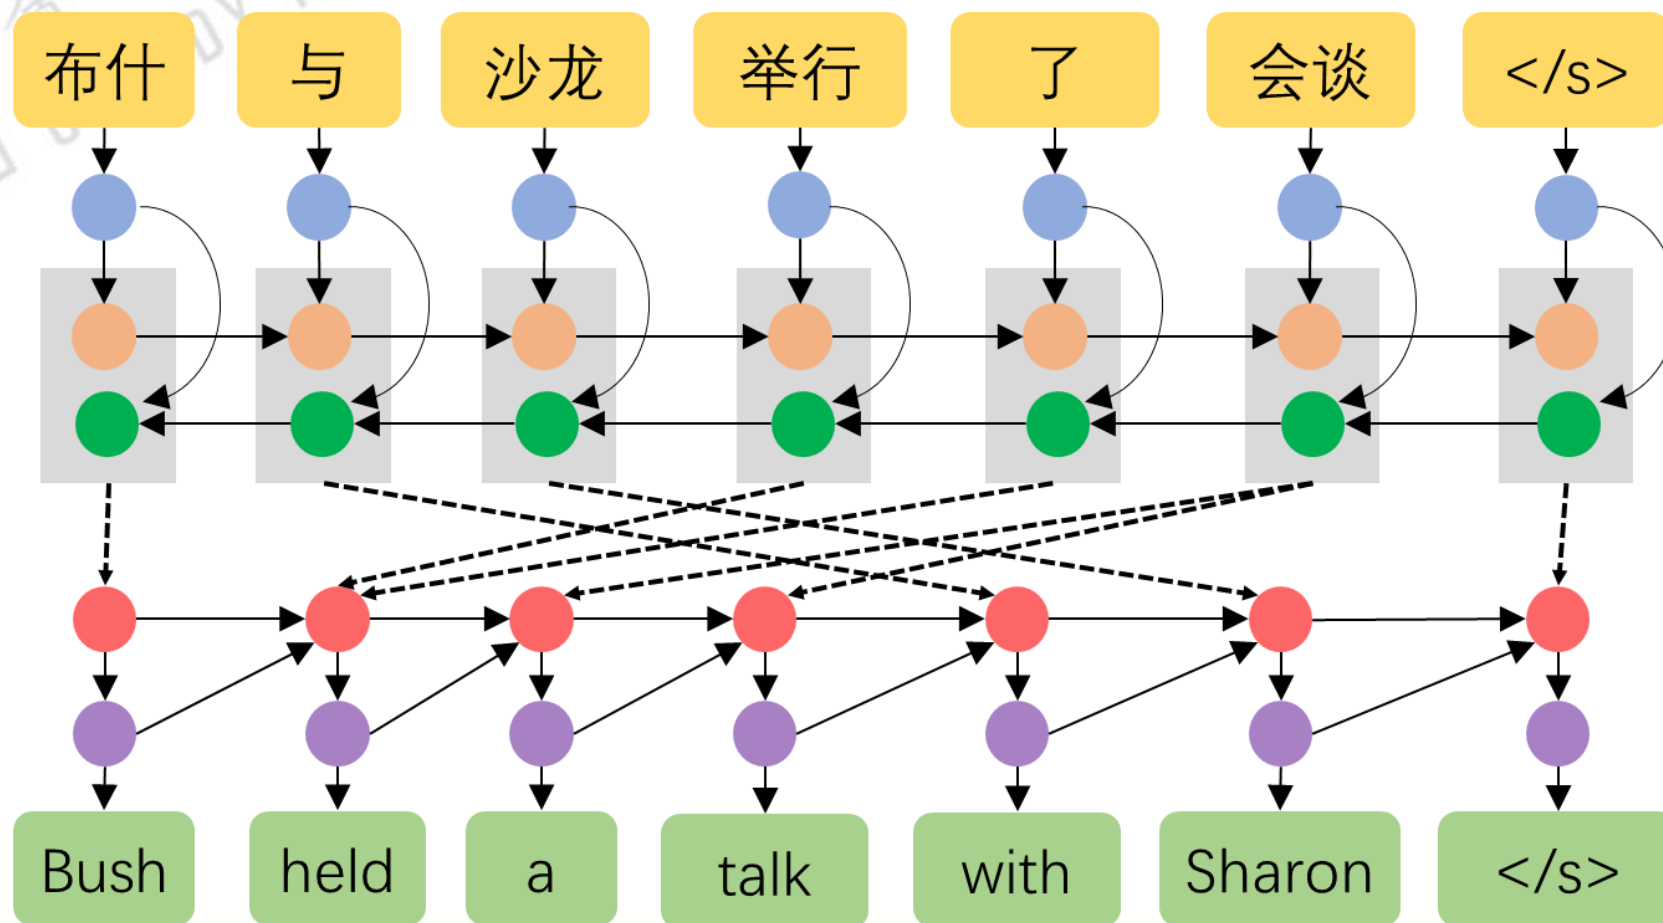 布什 与 沙龙 举行 了 会谈 </s>
Bush held a talk with Sharon </s>